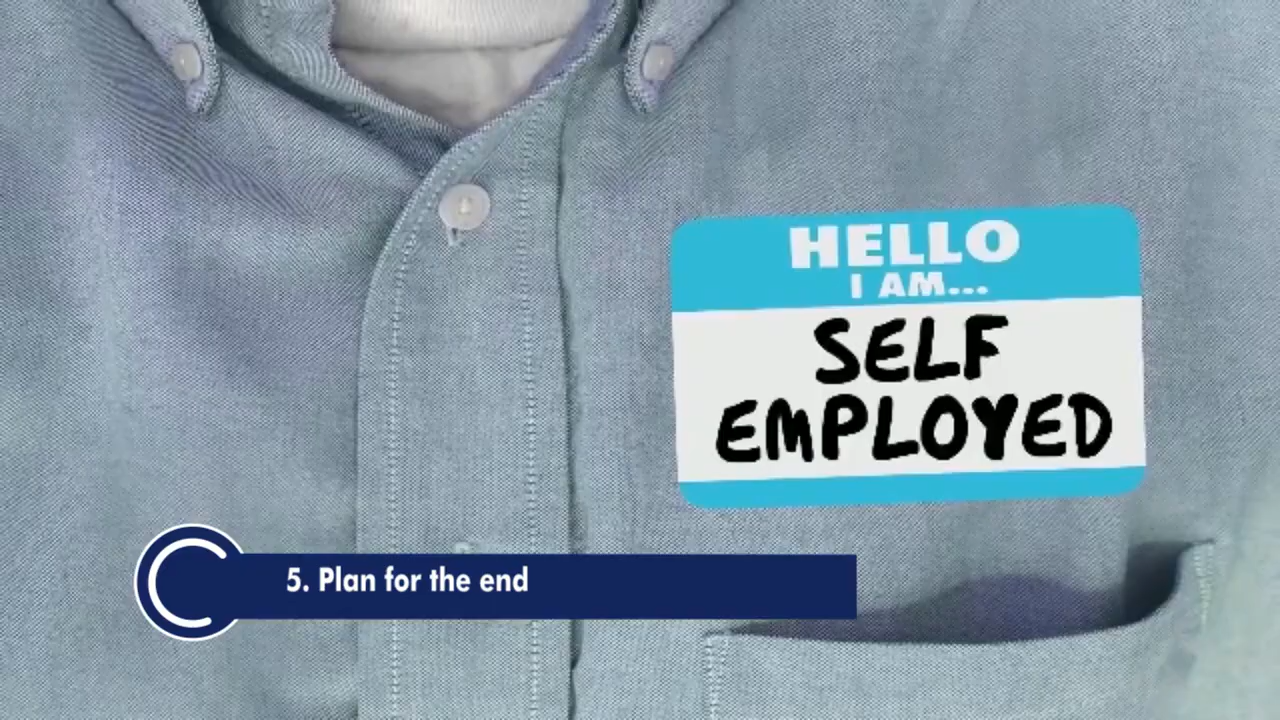 HELLO
I AM...
SELF
EMPLOYED
5. Plan for the end